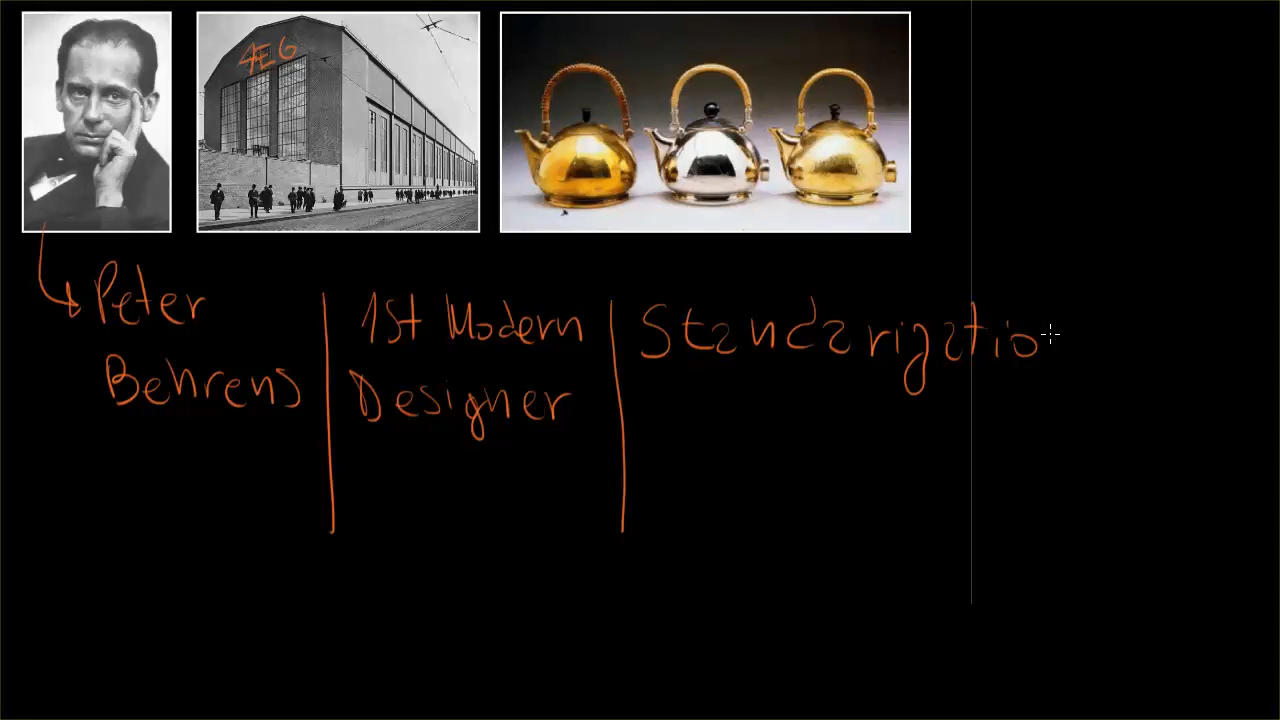 AEG
Peter
Behrens
1st Modern
Designer
Standarizatio